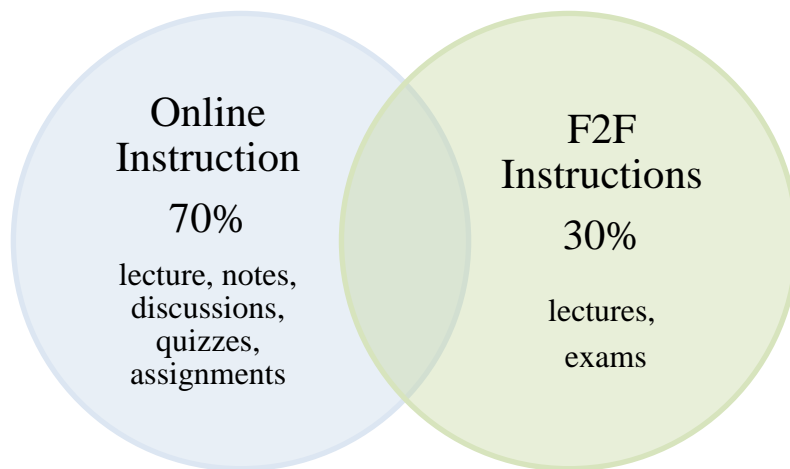 Online
Instruction
70%
lecture, notes,
discussions,
quizzes,
assignments
F2F
Instructions
30%
lectures,
exams